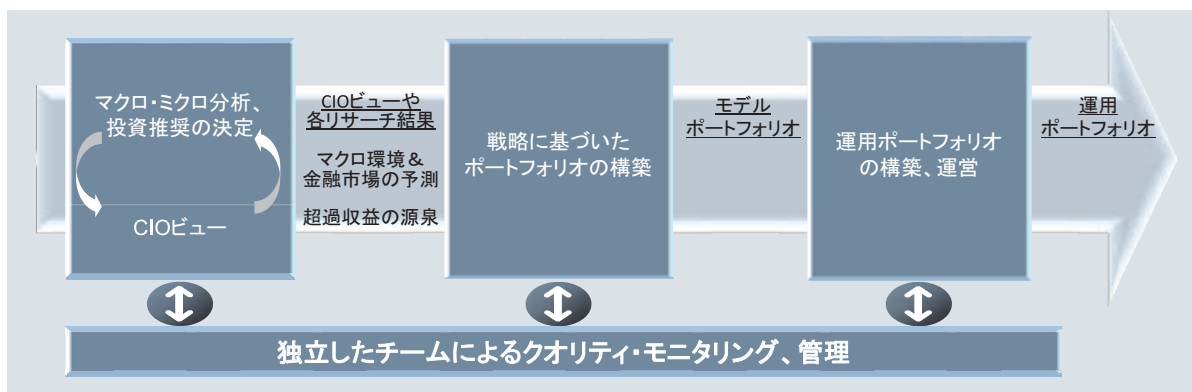 マクロ・ミクロ分析、
投資推奨の決定
CIOビュー
CIOビューや
各リサーチ結果
マクロ環境＆
金融市場の予測
超過収益の源泉
戦略に基づいた
ポートフォリオの構築
モデル
ポートフォリオ
運用ポートフォリオ
の構築、運営
運用
ポートフォリオ
独立したチームによるクオリティ・モニタリング、管理